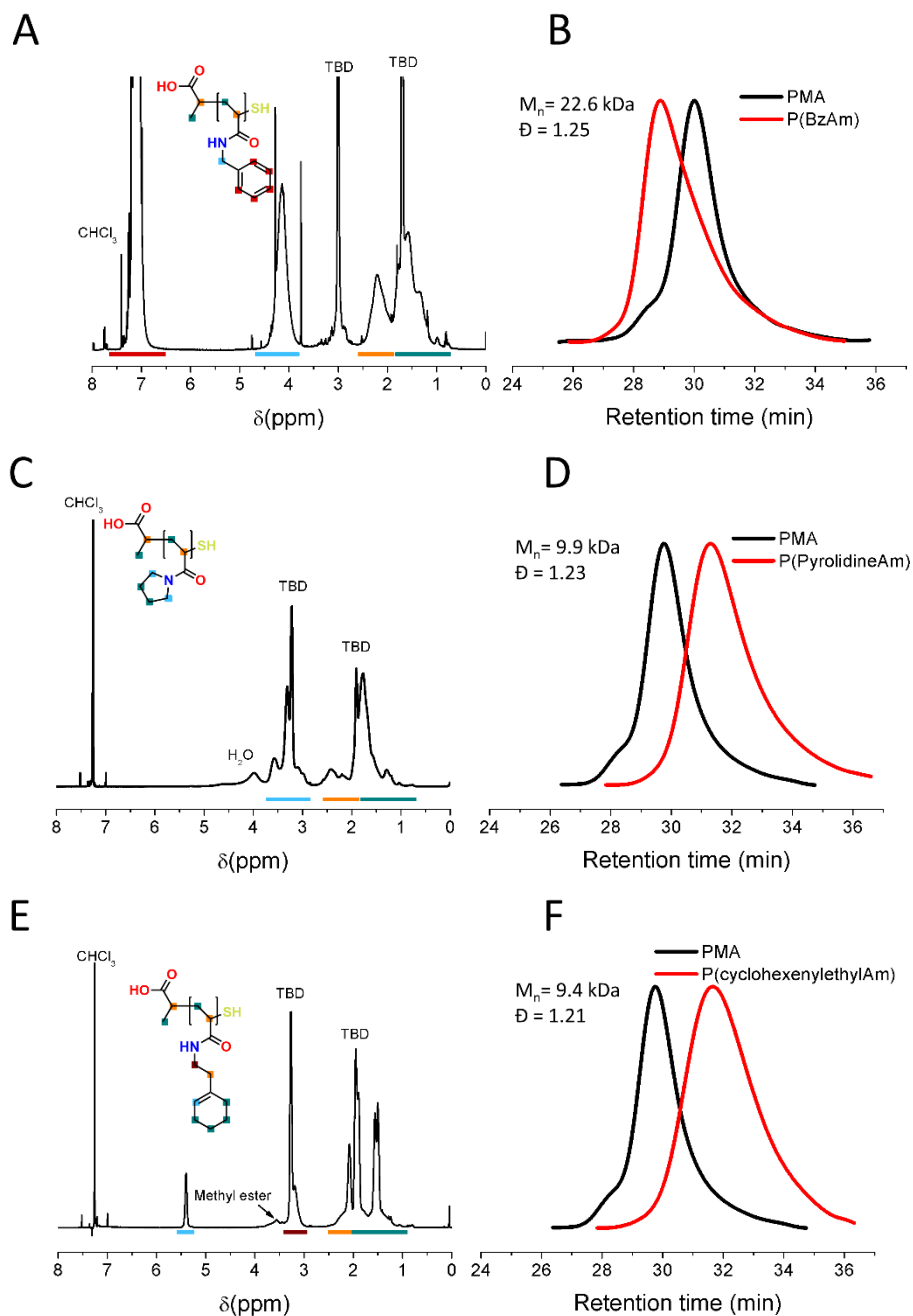 A
HO
O
SH
HN
O
CHCl₃
TBD
TBD
8 7 6 5 4 3 2 1 0
δ(ppm)
B
Mn= 22.6 kDa
Đ = 1.25
PMA
P(BzAm)
24 26 28 30 32 34 36
Retention time (min)
C
CHCl₃
HO
O
SH
N
O
H₂O
TBD
TBD
8 7 6 5 4 3 2 1 0
δ(ppm)
D
Mn= 9.9 kDa
Đ = 1.23
PMA
P(PyrolidineAm)
24 26 28 30 32 34 36
Retention time (min)
E
CHCl₃
HO
O
SH
HN
O
Methyl ester
TBD
TBD
8 7 6 5 4 3 2 1 0
δ(ppm)
F
Mn= 9.4 kDa
Đ = 1.21
PMA
P(cyclohexenylethylAm)
24 26 28 30 32 34 36
Retention time (min)